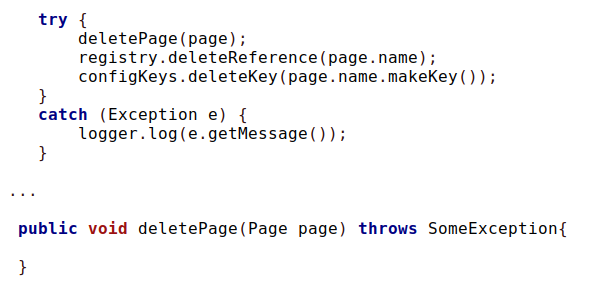 try {
deletePage(page);
registry.deleteReference(page.name);
configKeys.deleteKey(page.name.makeKey());
}
catch (Exception e) {
logger.log(e.getMessage());
}
...
public void deletePage(Page page) throws SomeException{
}